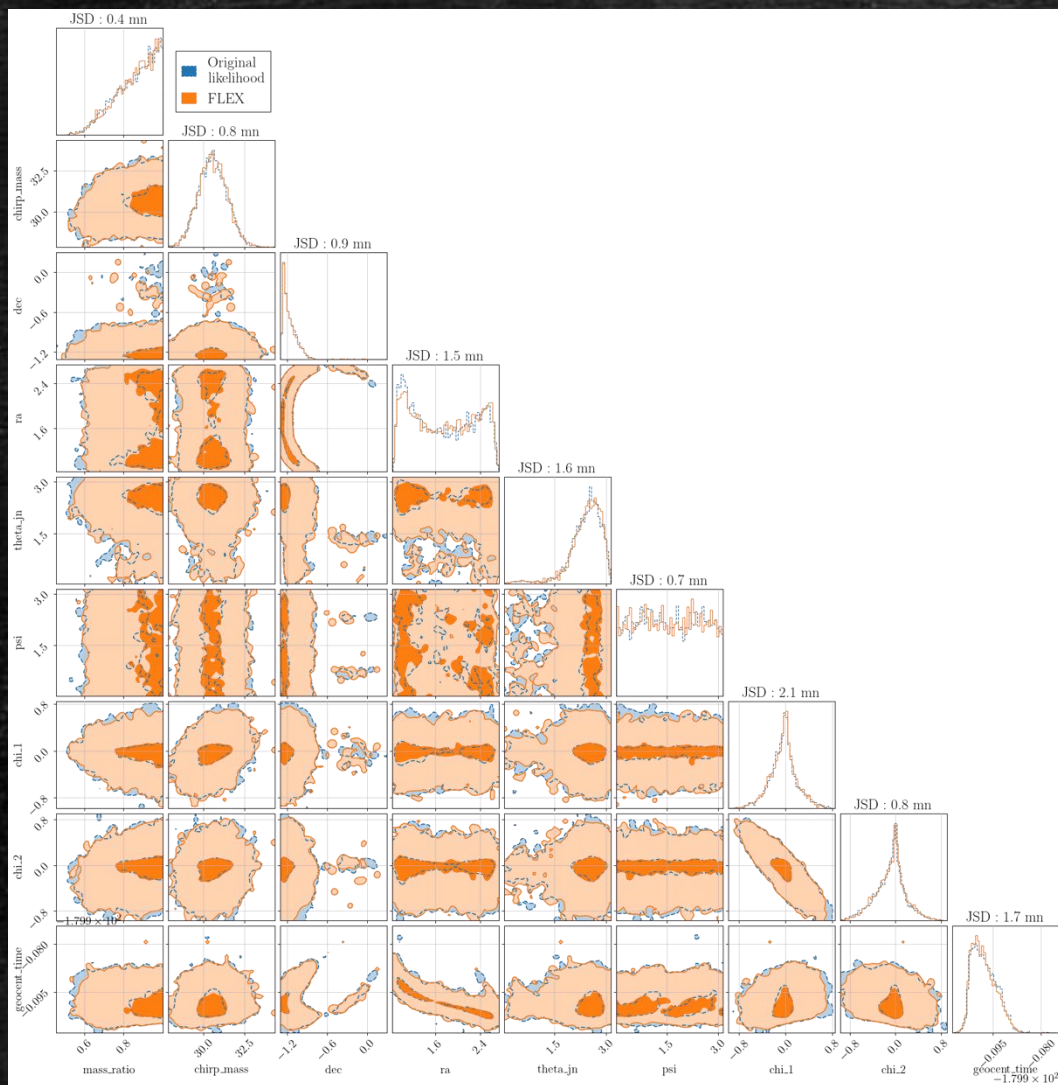 JSD : 0.4 mn
Original
likelihood
FLEX
JSD : 0.8 mn
chirp_mass
32.5
30.0
JSD : 0.9 mn
dec
0.0
−0.6
−1.2
JSD : 1.5 mn
ra
2.4
1.6
JSD : 1.6 mn
theta_jn
3.0
1.5
JSD : 0.7 mn
psi
3.0
1.5
JSD : 2.1 mn
chi_1
0.8
0.0
−0.8
JSD : 0.8 mn
chi_2
0.8
0.0
−0.8
JSD : 1.7 mn
geocent_time
−0.080
−0.095
0.6 0.8 30.0 32.5 −1.2 −0.6 0.0 1.6 2.4 1.5 3.0 1.5 3.0 −0.8 0.0 0.8 −0.8 0.0 0.8 −0.095 −0.080
mass_ratio chirp_mass dec ra theta_jn psi chi_1 chi_2 geocent_time